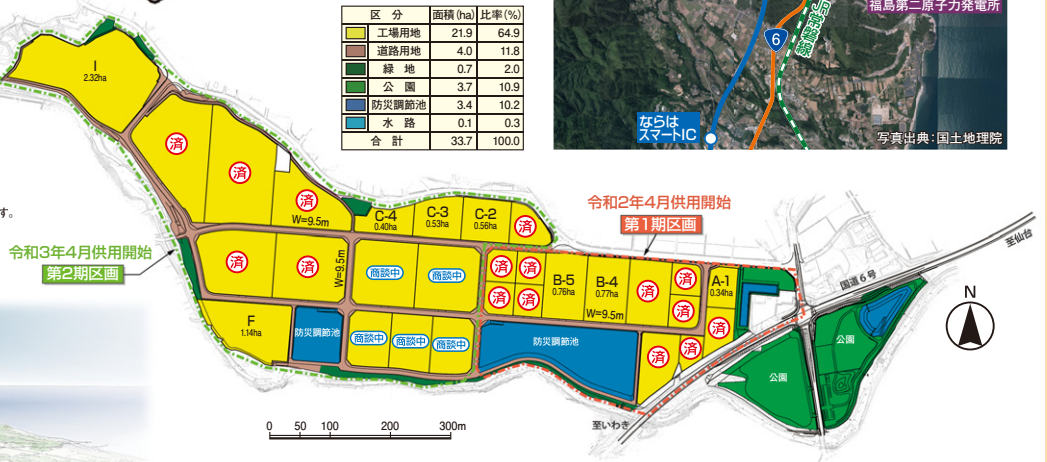 区 分 面積(ha) 比率(%)
工場用地 21.9 64.9
道路用地 4.0 11.8
緑 地 0.7 2.0
公 園 3.7 10.9
防災調節池 3.4 10.2
水 路 0.1 0.3
合 計 33.7 100.0
福島第二原子力発電所
6
ならは
スマートIC
写真出典：国土地理院
す。
I
2.32ha
済
済
済
W=9.5m
C-4
0.40ha
C-3
0.53ha
C-2
0.56ha
済
令和2年4月供用開始
第1期区画
令和3年4月供用開始
第2期区画
済
済
W=9.5m
商談中
商談中
済
済
済
済
B-5
0.76ha
B-4
0.77ha
W=9.5m
済
済
済
A-1
0.34ha
済
国道6号
至仙台
N
F
1.14ha
防災調節池
商談中
商談中
商談中
防災調節池
済
済
公園
公園
至いわき
0 50 100 200 300m